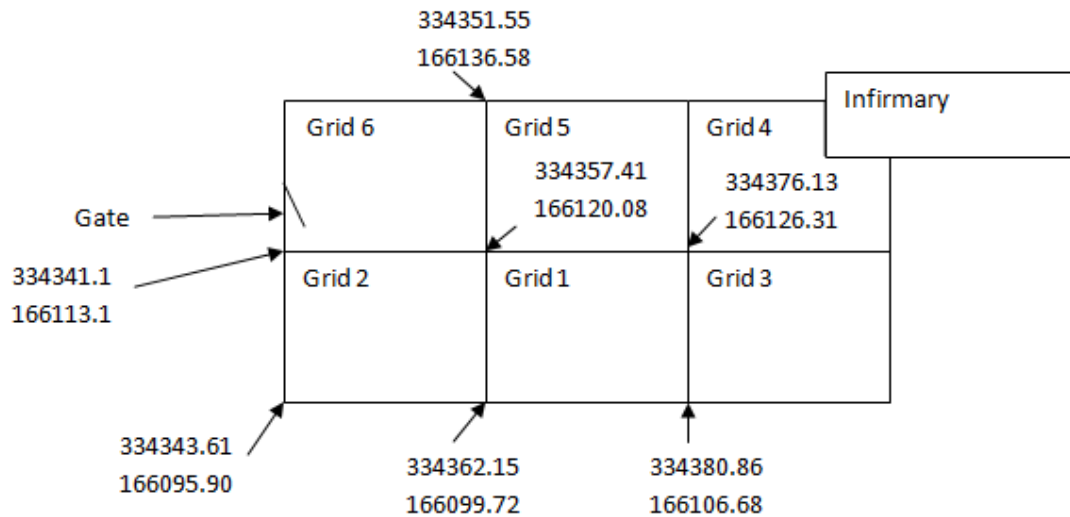 334351.55
166136.58
Infirmary
Grid 6
Grid 5
Grid 4
334357.41
166120.08
334376.13
166126.31
Gate
334341.1
166113.1
Grid 2
Grid 1
Grid 3
334343.61
166095.90
334362.15
166099.72
334380.86
166106.68